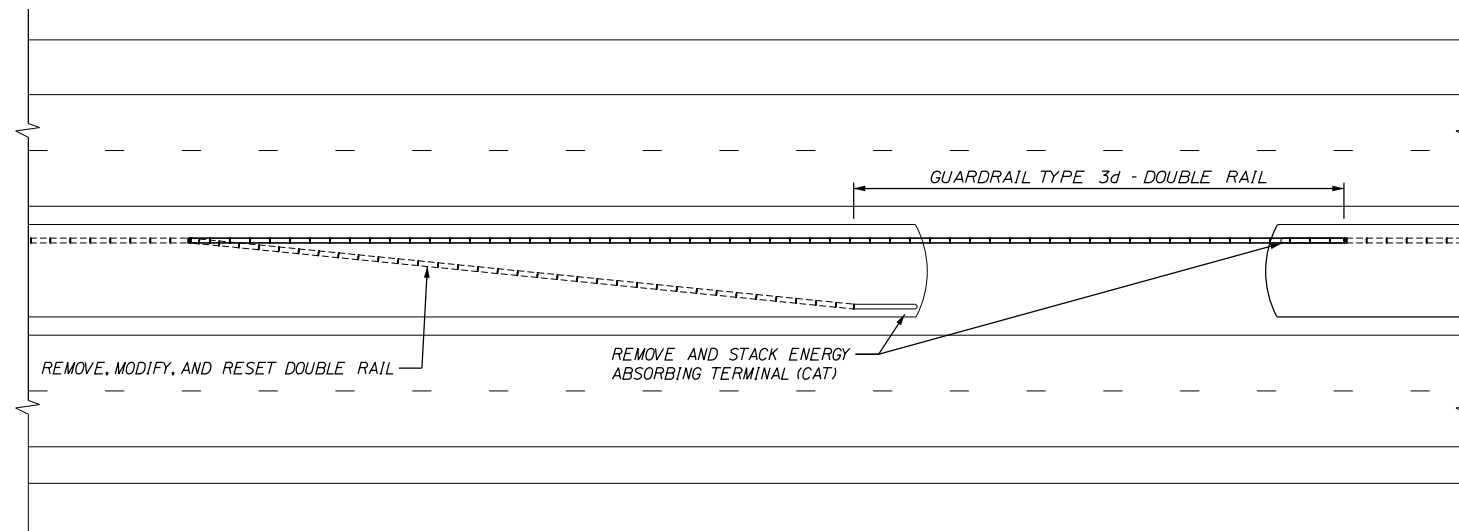 GUARDRAIL TYPE 3d - DOUBLE RAIL
REMOVE, MODIFY, AND RESET DOUBLE RAIL
REMOVE AND STACK ENERGY
ABSORBING TERMINAL (CAT)